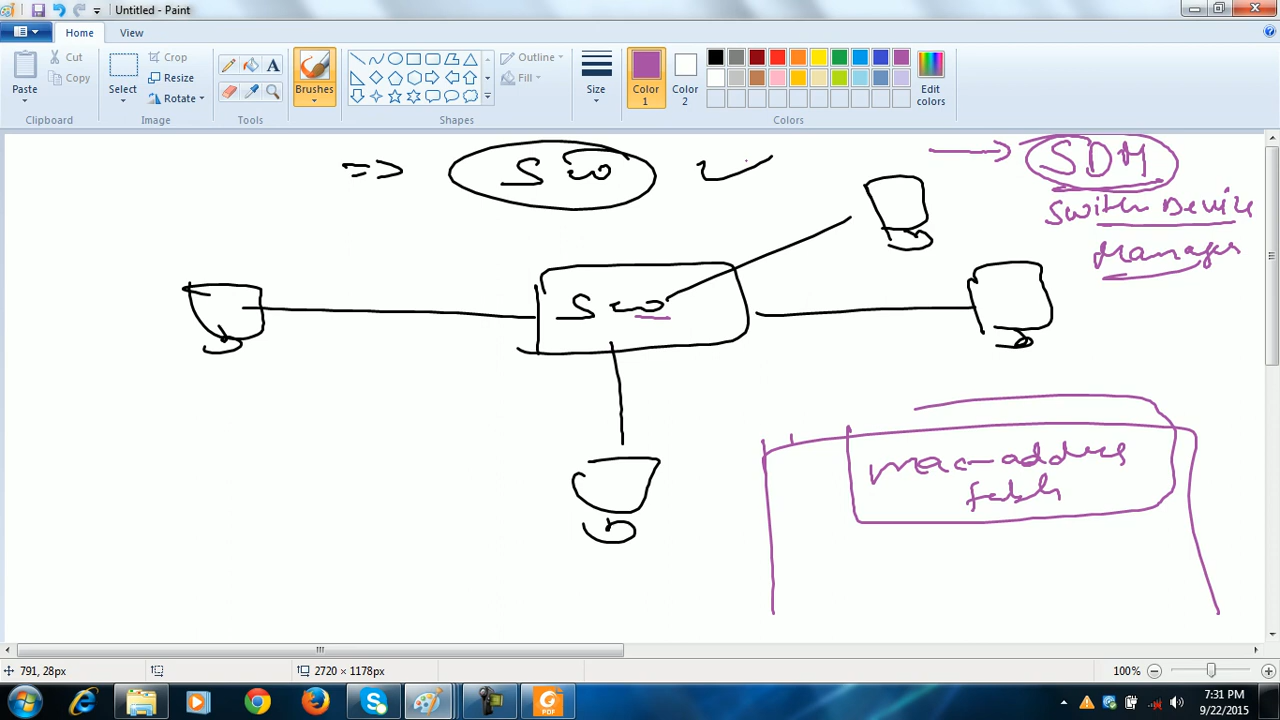 Untitled - Paint
Home
View
Paste
Cut
Copy
Clipboard
Select
Crop
Resize
Rotate
Image
Tools
Brushes
Shapes
Outline
Fill
Size
Color 1
Color 2
Edit colors
Colors
=> SW
SDM
Switch Device
Manager
SW
mac-address
table
791, 28px
2720 × 1178px
100%
PDF
7:31 PM
9/22/2015